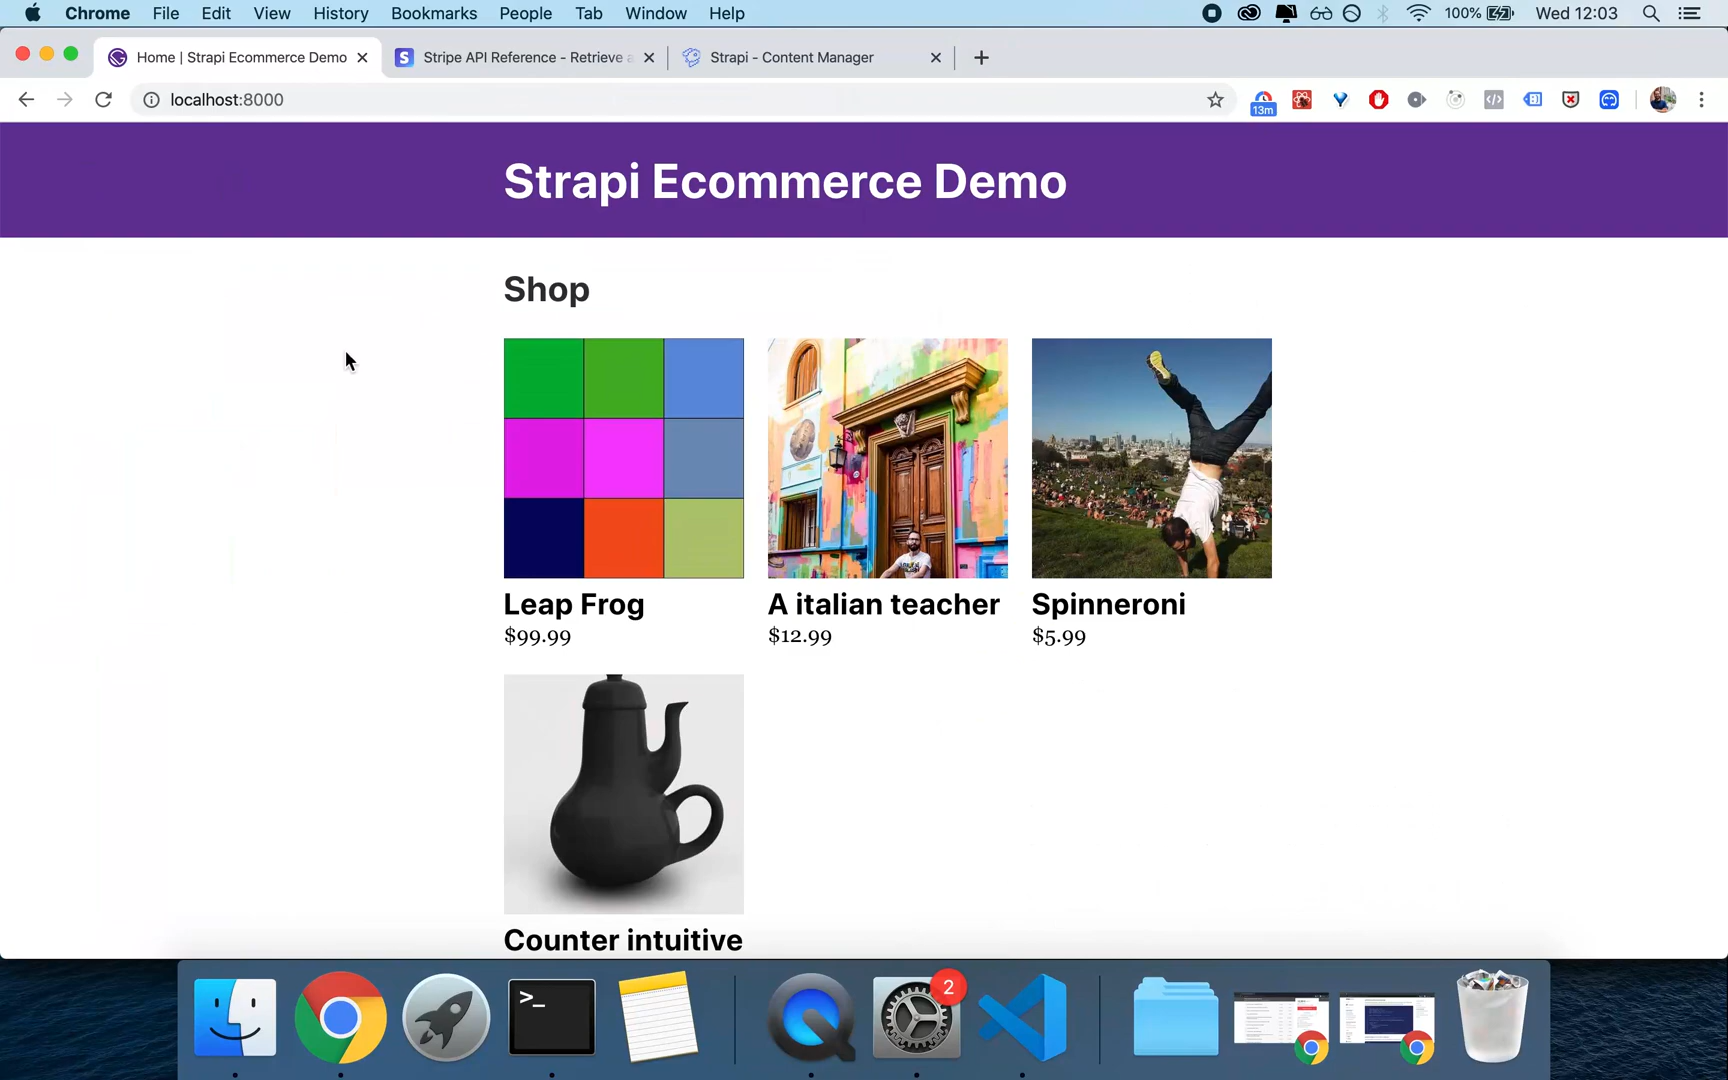 Chrome File Edit View History Bookmarks People Tab Window Help 100% Wed 12:03
Home | Strapi Ecommerce Demo
Stripe API Reference - Retrieve a
Strapi - Content Manager
localhost:8000
13m
Strapi Ecommerce Demo
Shop
Leap Frog
$99.99
A italian teacher
$12.99
Spinneroni
$5.99
Counter intuitive
>_
2